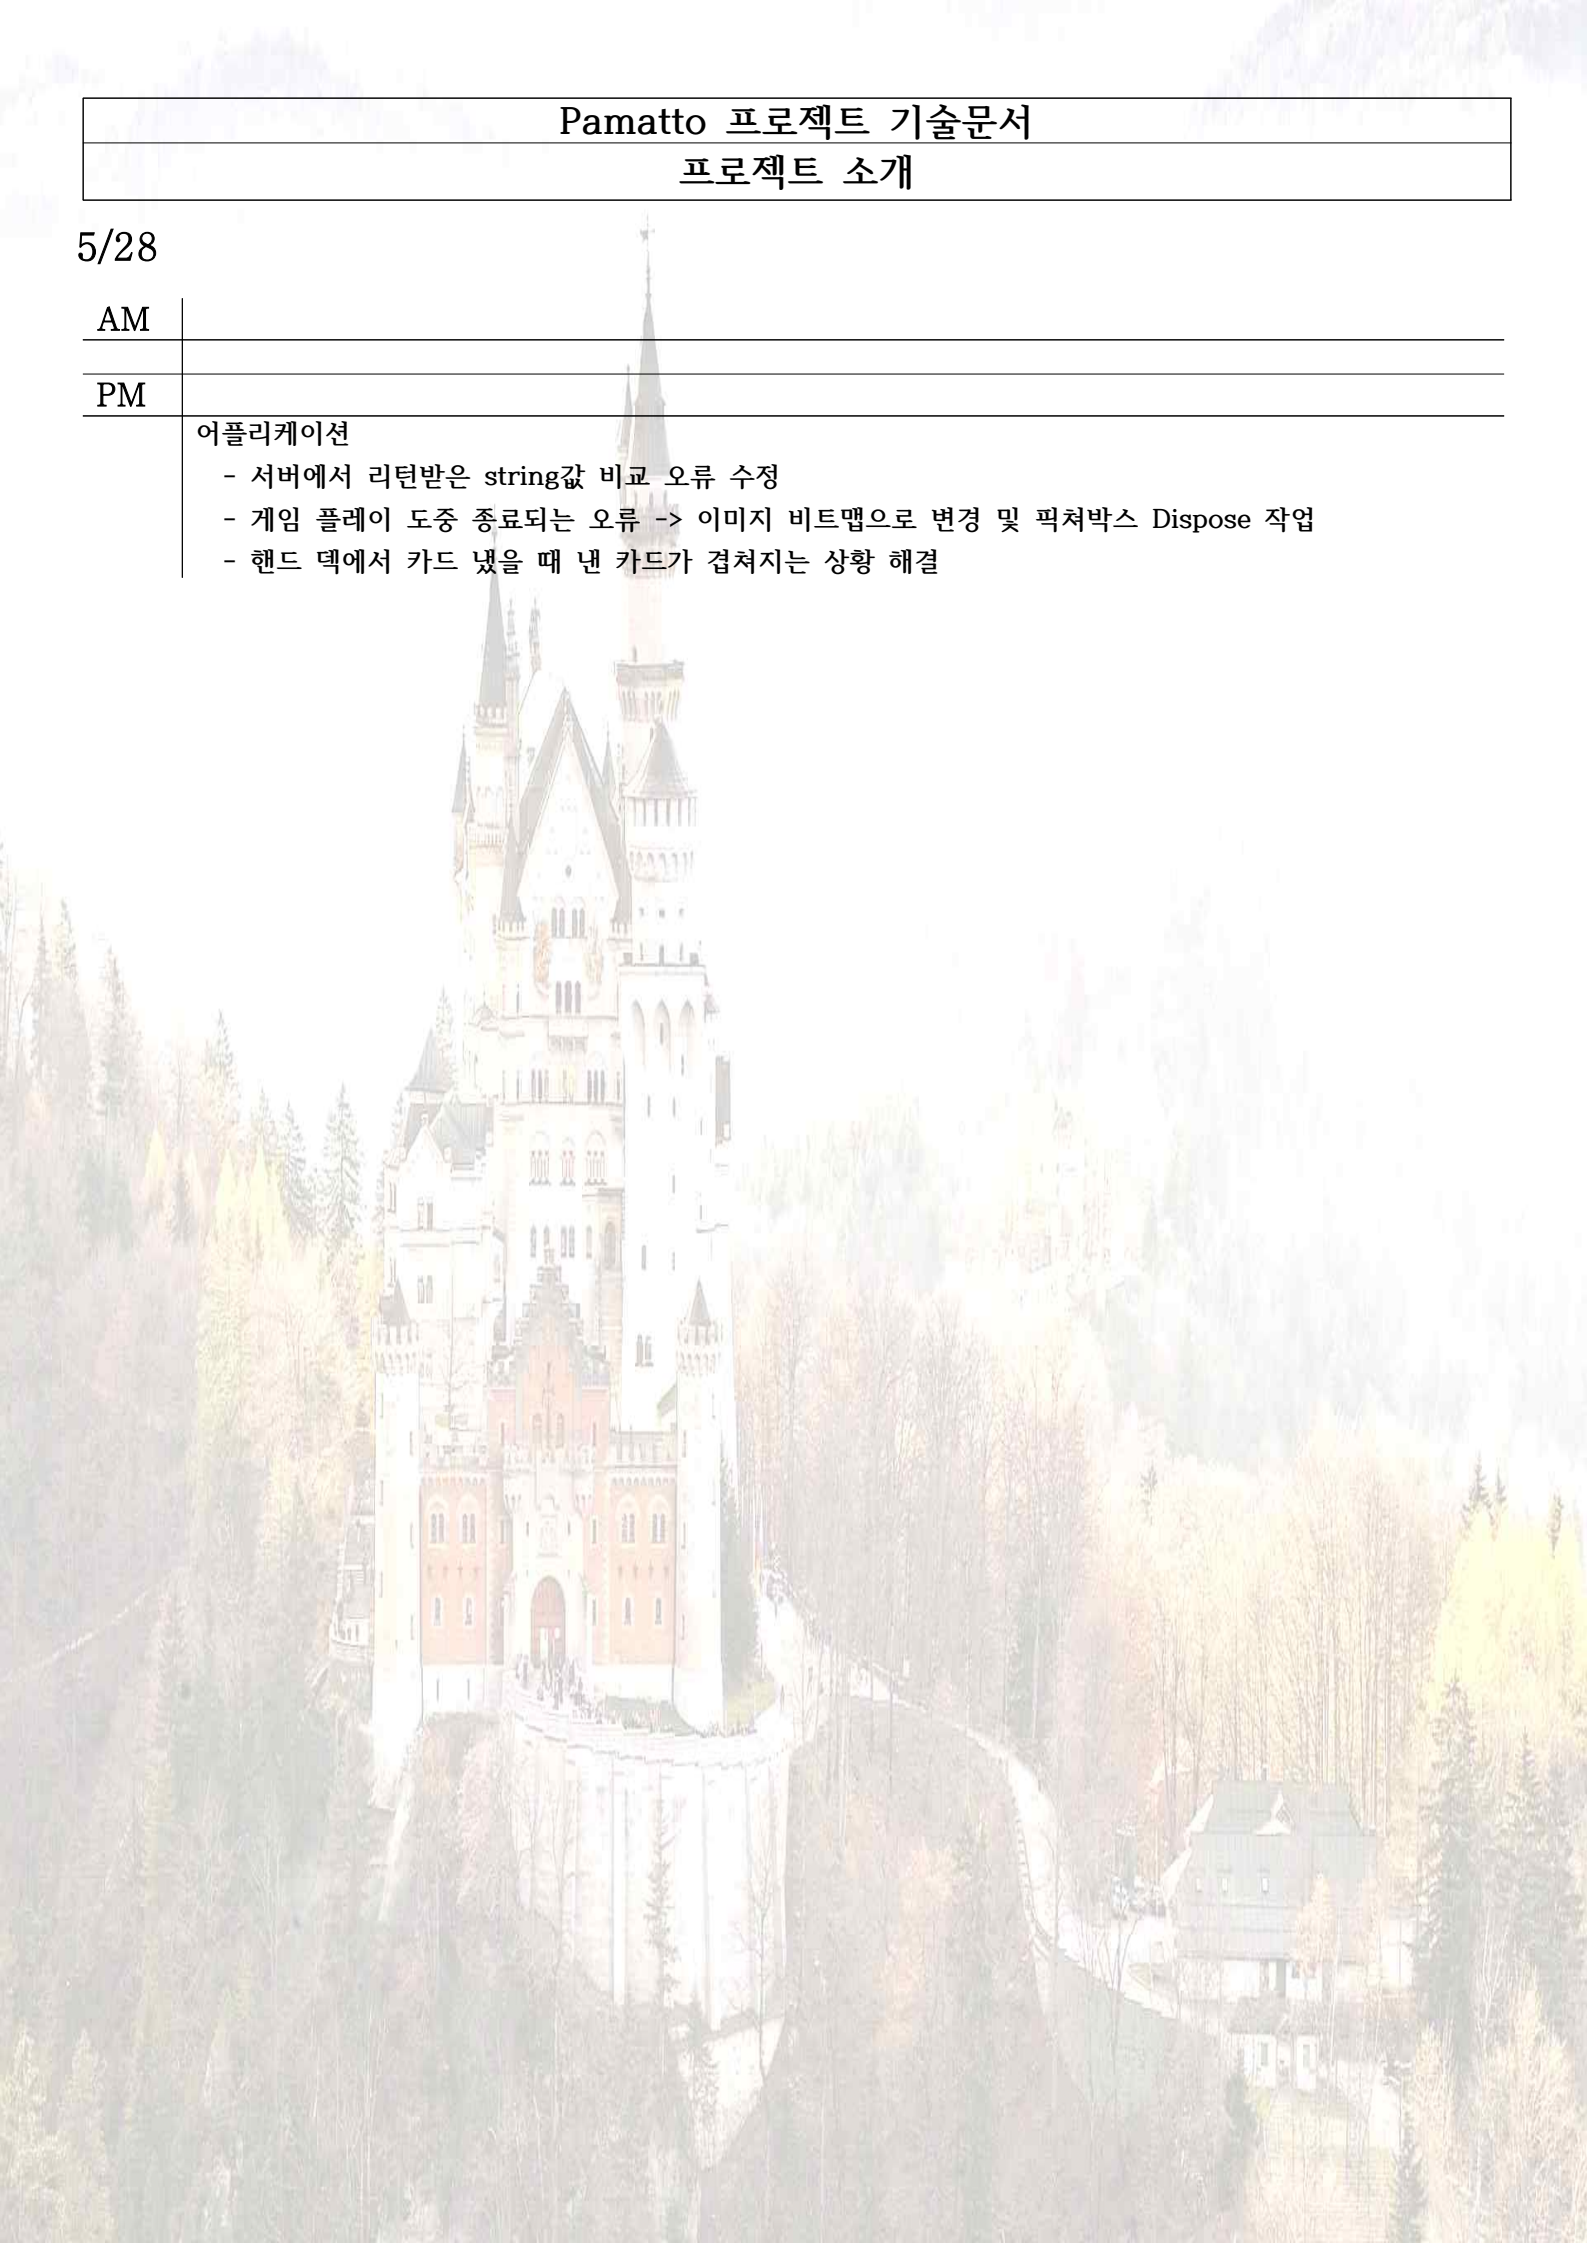 Pamatto 프로젝트 기술문서
프로젝트 소개
5/28
AM
PM
어플리케이션
- 서버에서 리턴받은 string값 비교 오류 수정
- 게임 플레이 도중 종료되는 오류 -> 이미지 비트맵으로 변경 및 픽쳐박스 Dispose 작업
- 핸드 덱에서 카드 냈을 때 낸 카드가 겹쳐지는 상황 해결